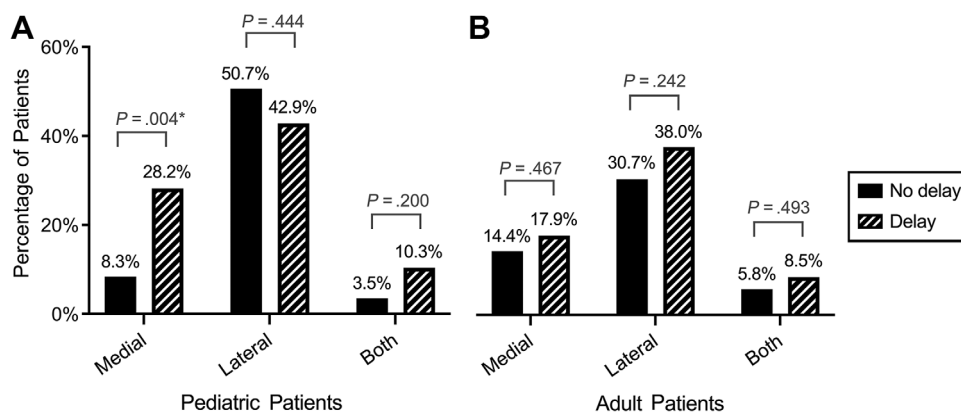 A
B
P = .444
60%
50.7%
P = .242
42.9%
38.0%
P = .004*
40%
30.7%
P = .467
28.2%
P = .200
P = .493
20%
17.9%
14.4%
10.3%
8.3%
8.5%
5.8%
3.5%
0%
Percentage of Patients
No delay
Delay
Medial
Lateral
Both
Medial
Lateral
Both
Pediatric Patients
Adult Patients